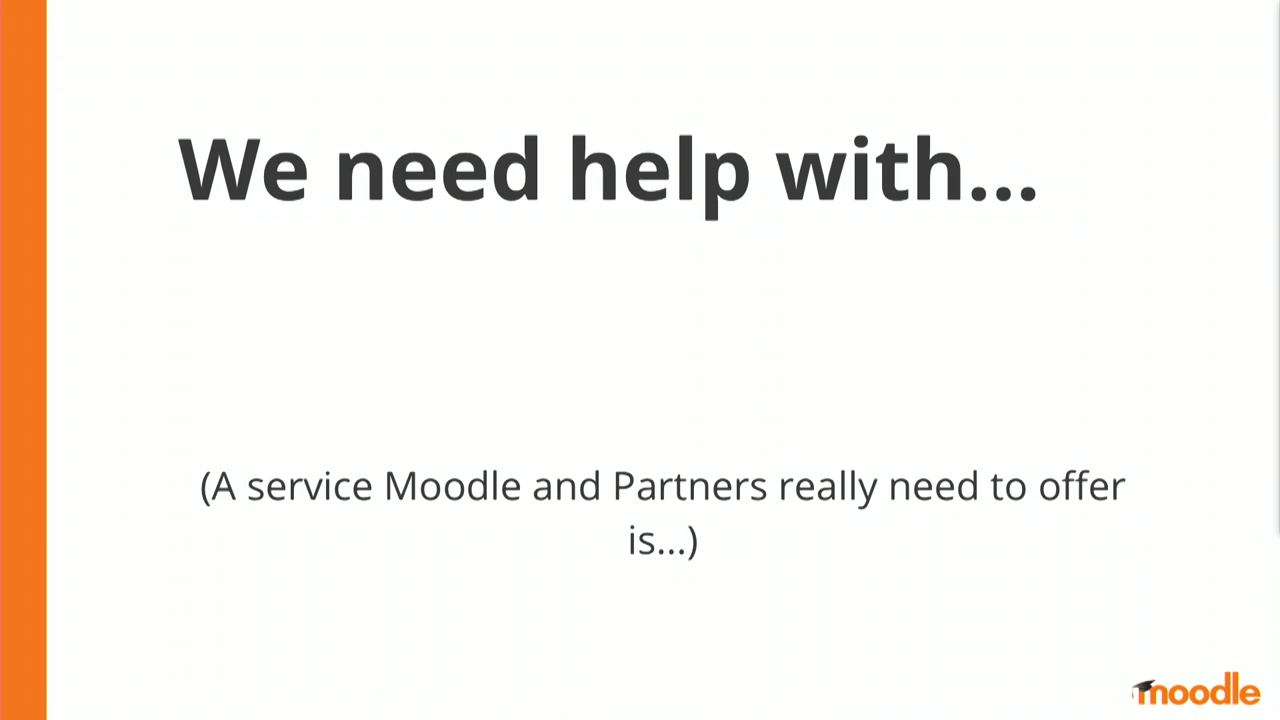 We need help with...
(A service Moodle and Partners really need to offer
is...)
moodle